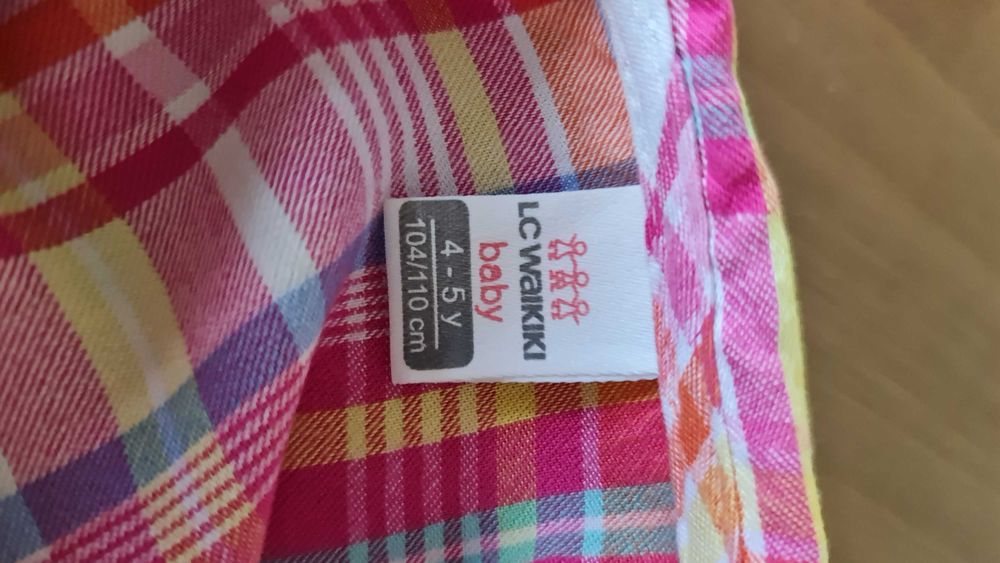 LC WAIKIKI
baby
4 - 5 y
104/110 cm